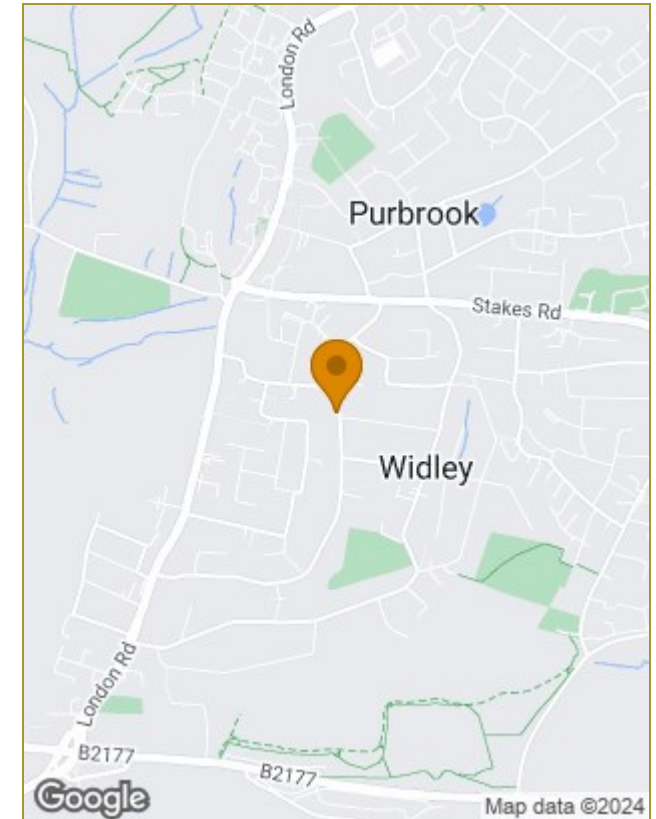 London Rd
Purbrook
Stakes Rd
Widley
London Rd
B2177
B2177
Google
Map data ©2024